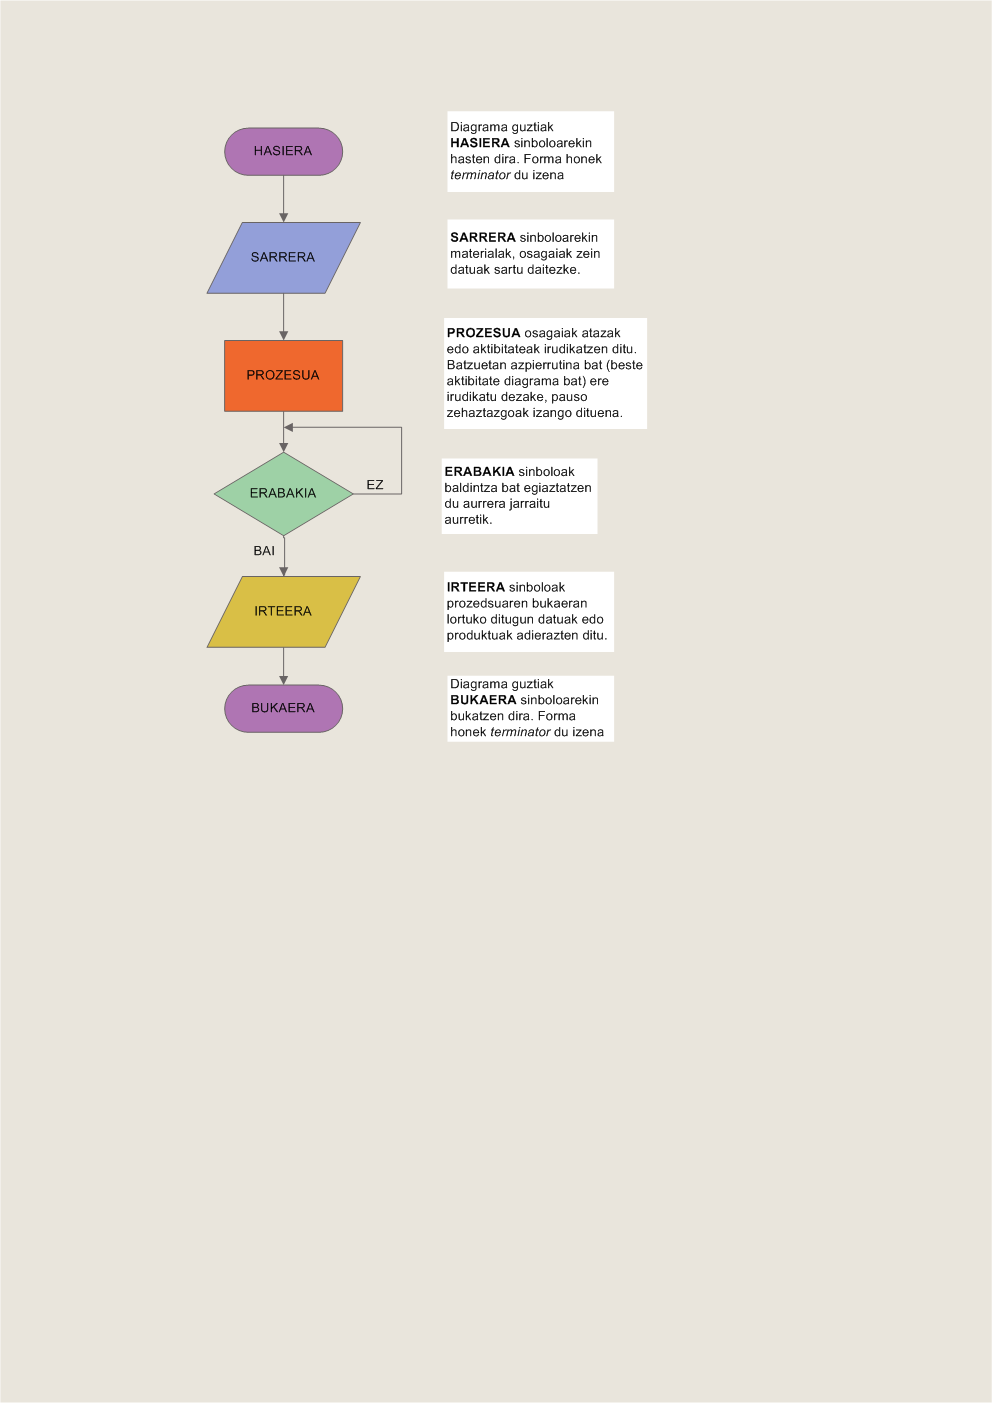 HASIERA
Diagrama guztiak
HASIERA sinboloarekin
hasten dira. Forma honek
terminator du izena
SARRERA
SARRERA sinboloarekin
materialak, osagaiak zein
datuak sartu daitezke.
PROZESUA
PROZESUA osagaiak atazak
edo aktibitateak irudikatzen ditu.
Batzuetan azpierrutina bat (beste
aktibitate diagrama bat) ere
irudikatu dezake, pauso
zehaztazgoak izango dituena.
ERABAKIA
EZ
BAI
ERABAKIA sinboloak
baldintza bat egiaztatzen
du aurrera jarraitu
aurretik.
IRTEERA
IRTEERA sinboloak
prozedsuaren bukaeran
lortuko ditugun datuak edo
produktuak adierazten ditu.
BUKAERA
Diagrama guztiak
BUKAERA sinboloarekin
bukatzen dira. Forma
honek terminator du izena